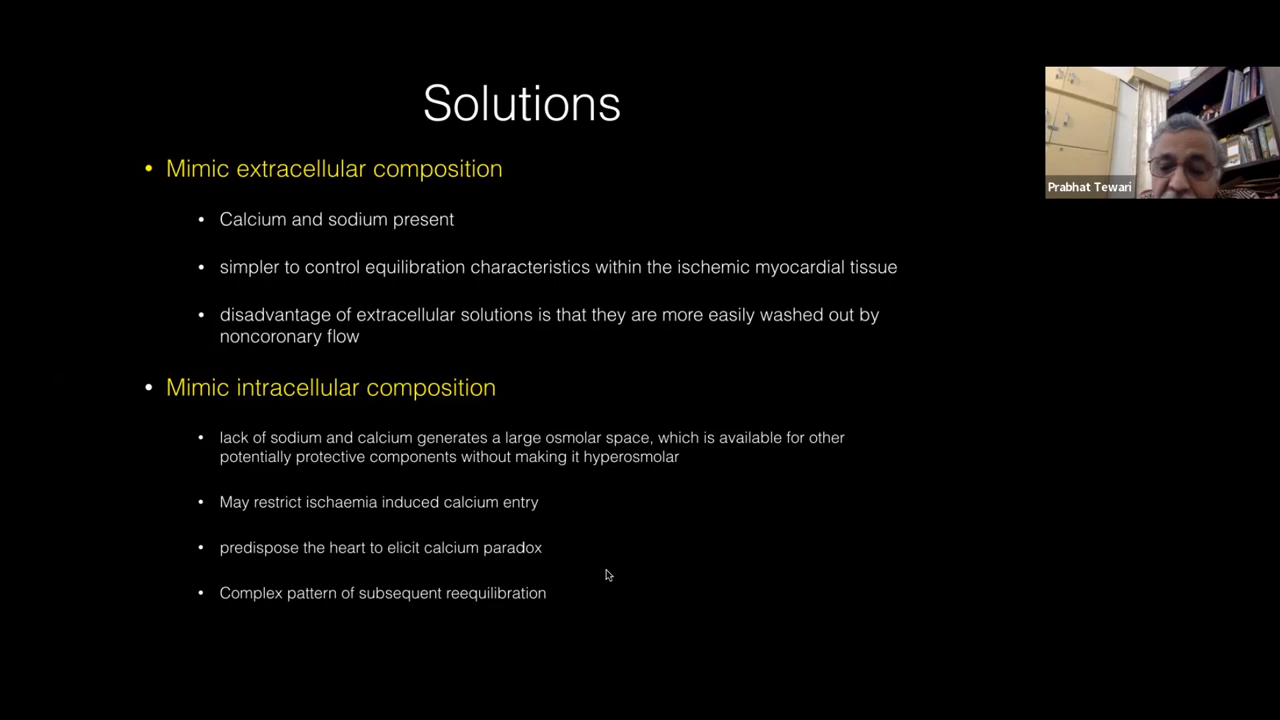 Solutions
• Mimic extracellular composition
• Calcium and sodium present
• simpler to control equilibration characteristics within the ischemic myocardial tissue
• disadvantage of extracellular solutions is that they are more easily washed out by
noncoronary flow
• Mimic intracellular composition
• lack of sodium and calcium generates a large osmolar space, which is available for other
potentially protective components without making it hyperosmolar
• May restrict ischaemia induced calcium entry
• predispose the heart to elicit calcium paradox
• Complex pattern of subsequent reequilibration
Prabhat Tewari